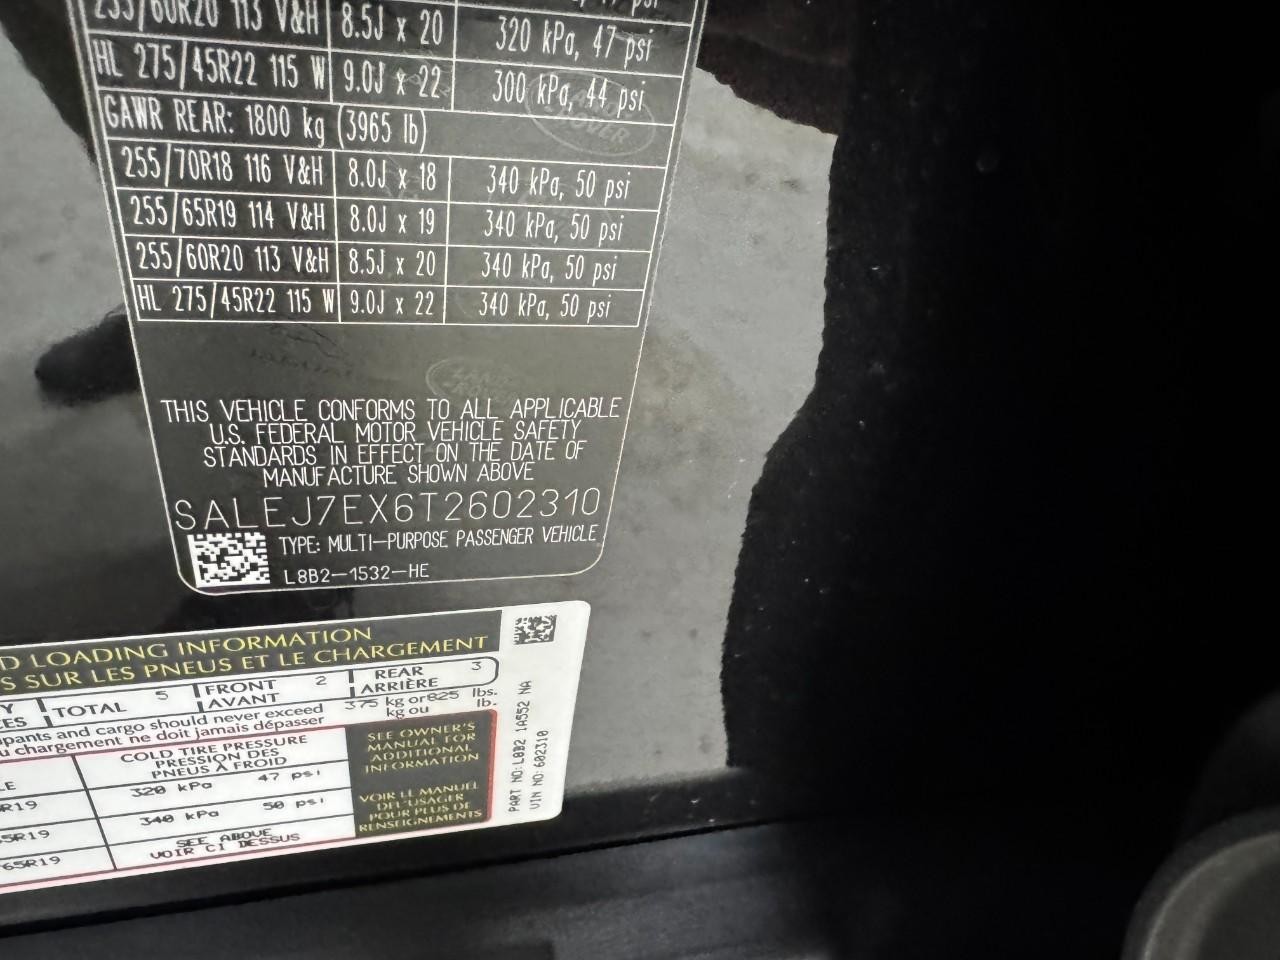 255/60R20 113 V&H 8.5J x 20 320 kPa, 47 psi
HL 275/45R22 115 W 9.0J x 22 300 kPa, 44 psi
GAWR REAR: 1800 kg (3965 lb)
255/70R18 116 V&H 8.0J x 18 340 kPa, 50 psi
255/65R19 114 V&H 8.0J x 19 340 kPa, 50 psi
255/60R20 113 V&H 8.5J x 20 340 kPa, 50 psi
HL 275/45R22 115 W 9.0J x 22 340 kPa, 50 psi
THIS VEHICLE CONFORMS TO ALL APPLICABLE
U.S. FEDERAL MOTOR VEHICLE SAFETY
STANDARDS IN EFFECT ON THE DATE OF
MANUFACTURE SHOWN ABOVE
SALEJ7EX6T2602310
TYPE: MULTI-PURPOSE PASSENGER VEHICLE
L8B2-1532-HE
D LOADING INFORMATION
S SUR LES PNEUS ET LE CHARGEMENT
Y TOTAL 5 FRONT 2 REAR 3
ES AVANT ARRIÈRE
pants and cargo should never exceed 375 kg or 825 lbs.
u chargement ne doit jamais dépasser kg ou lb.
LE COLD TIRE PRESSURE
PRESSION DES
PNEUS À FROID
R19 320 kPa 47 psi
5R19 340 kPa 50 psi
65R19 SEE ABOVE
VOIR CI DESSUS
SEE OWNER'S
MANUAL FOR
ADDITIONAL
INFORMATION
VOIR LE MANUEL
DE L'USAGER
POUR PLUS DE
RENSEIGNEMENTS
PART NO: L8B2 1A552 NA
VIN NO: 602310